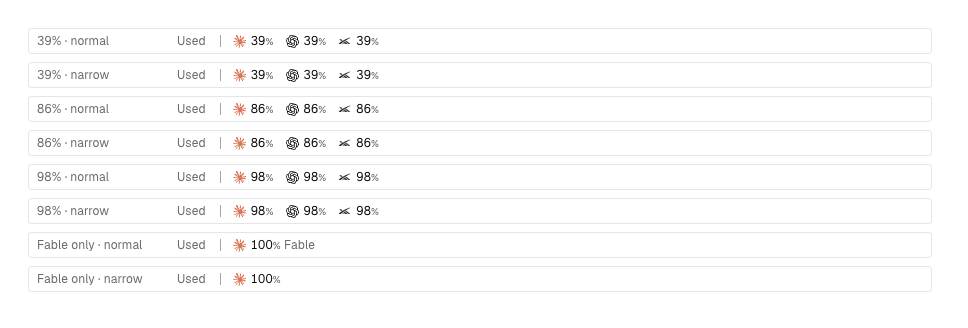 39% · normal Used | 39% 39% 39%
39% · narrow Used | 39% 39% 39%
86% · normal Used | 86% 86% 86%
86% · narrow Used | 86% 86% 86%
98% · normal Used | 98% 98% 98%
98% · narrow Used | 98% 98% 98%
Fable only · normal Used | 100% Fable
Fable only · narrow Used | 100%